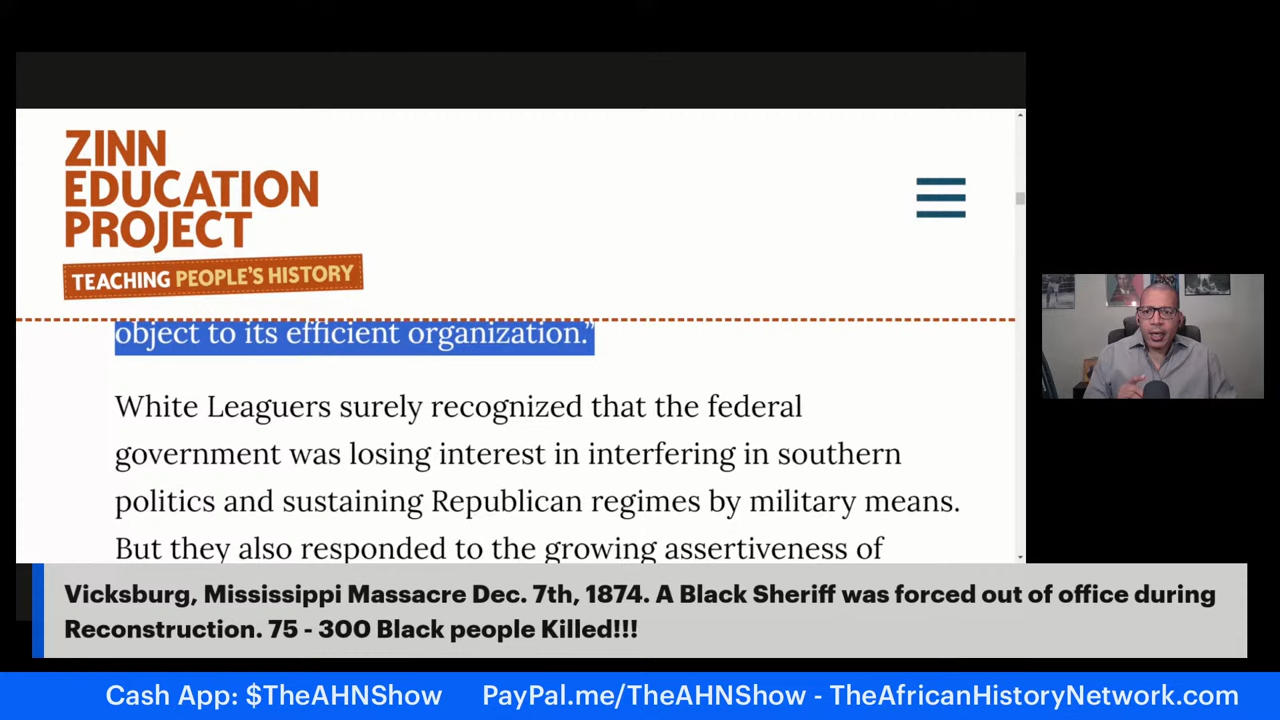 ZINN
EDUCATION
PROJECT
TEACHING PEOPLE'S HISTORY
object to its efficient organization.”
White Leaguers surely recognized that the federal
government was losing interest in interfering in southern
politics and sustaining Republican regimes by military means.
But they also responded to the growing assertiveness of
Vicksburg, Mississippi Massacre Dec. 7th, 1874. A Black Sheriff was forced out of office during
Reconstruction. 75 - 300 Black people Killed!!!
Cash App: $TheAHNShow PayPal.me/TheAHNShow - TheAfricanHistoryNetwork.com